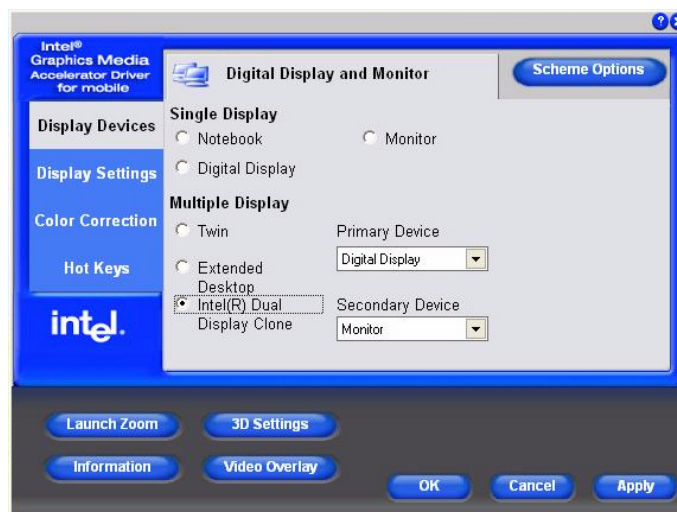 ?
Intel®
Graphics Media
Accelerator Driver
for mobile
Digital Display and Monitor
Scheme Options
Display Devices
Display Settings
Color Correction
Hot Keys
intel.
Single Display
Notebook
Monitor
Digital Display
Multiple Display
Twin
Primary Device
Digital Display
Extended
Desktop
Intel(R) Dual
Display Clone
Secondary Device
Monitor
Launch Zoom
3D Settings
Information
Video Overlay
OK
Cancel
Apply